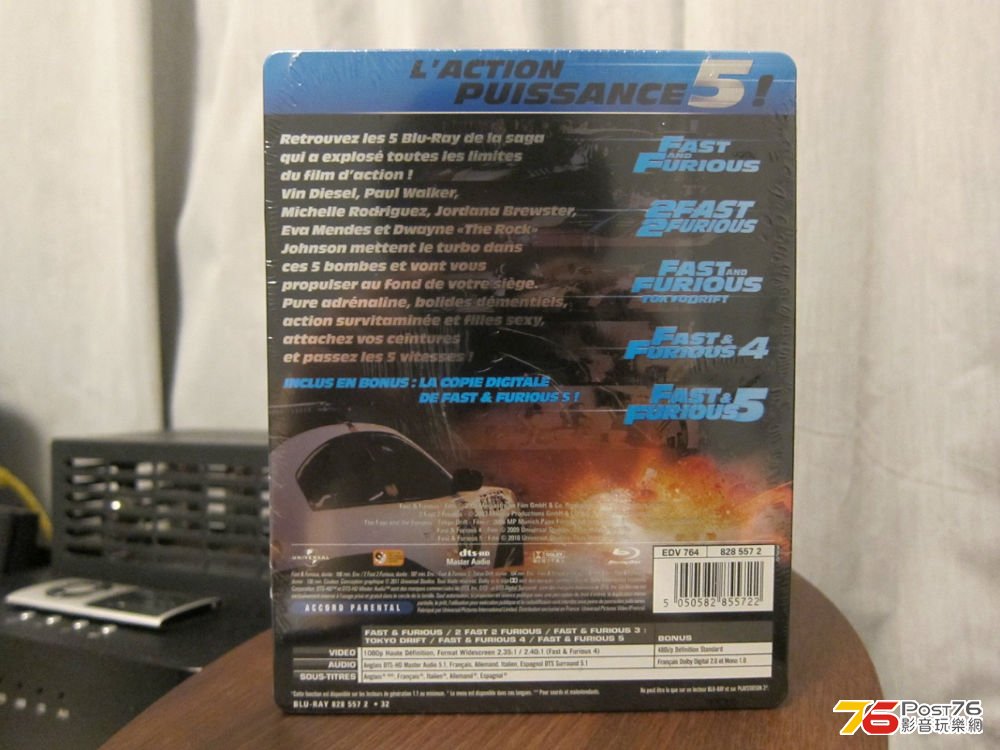 L'ACTION
PUISSANCE 5 !
Retrouvez les 5 Blu-Ray de la saga
qui a explosé toutes les limites
du film d'action !
Vin Diesel, Paul Walker,
Michelle Rodriguez, Jordana Brewster,
Eva Mendes et Dwayne «The Rock»
Johnson mettent le turbo dans
ces 5 bombes et vont vous
propulser au fond de votre siège.
Pure adrénaline, bolides démentiels,
action survitaminée et filles sexy,
attachez vos ceintures
et passez les 5 vitesses !
INCLUS EN BONUS : LA COPIE DIGITALE
DE FAST & FURIOUS 5 !
FAST
AND
FURIOUS
2FAST
2FURIOUS
FAST AND
FURIOUS
TOKYO DRIFT
FAST &
FURIOUS 4
FAST &
FURIOUS 5
UNIVERSAL
dts-HD
Master Audio
Blu-ray Disc
EDV 764 828 557 2
5 050582 855722
ACCORD PARENTAL
FAST & FURIOUS / 2 FAST 2 FURIOUS / FAST & FURIOUS 3 :
TOKYO DRIFT / FAST & FURIOUS 4 / FAST & FURIOUS 5
BONUS
VIDEO 1080p Haute Définition, Format Widescreen 2.35:1 / 2.40:1 (Fast & Furious 4)
480i/p Définition Standard
AUDIO Anglais DTS-HD Master Audio 5.1, Français, Allemand, Italien, Espagnol DTS Surround 5.1
Français Dolby Digital 2.0 et Mono 1.0
SOUS-TITRES Anglais, Français, Italien, Allemand, Espagnol
BLU-RAY 828 557 2 • 32
76 Post76
影音玩樂網